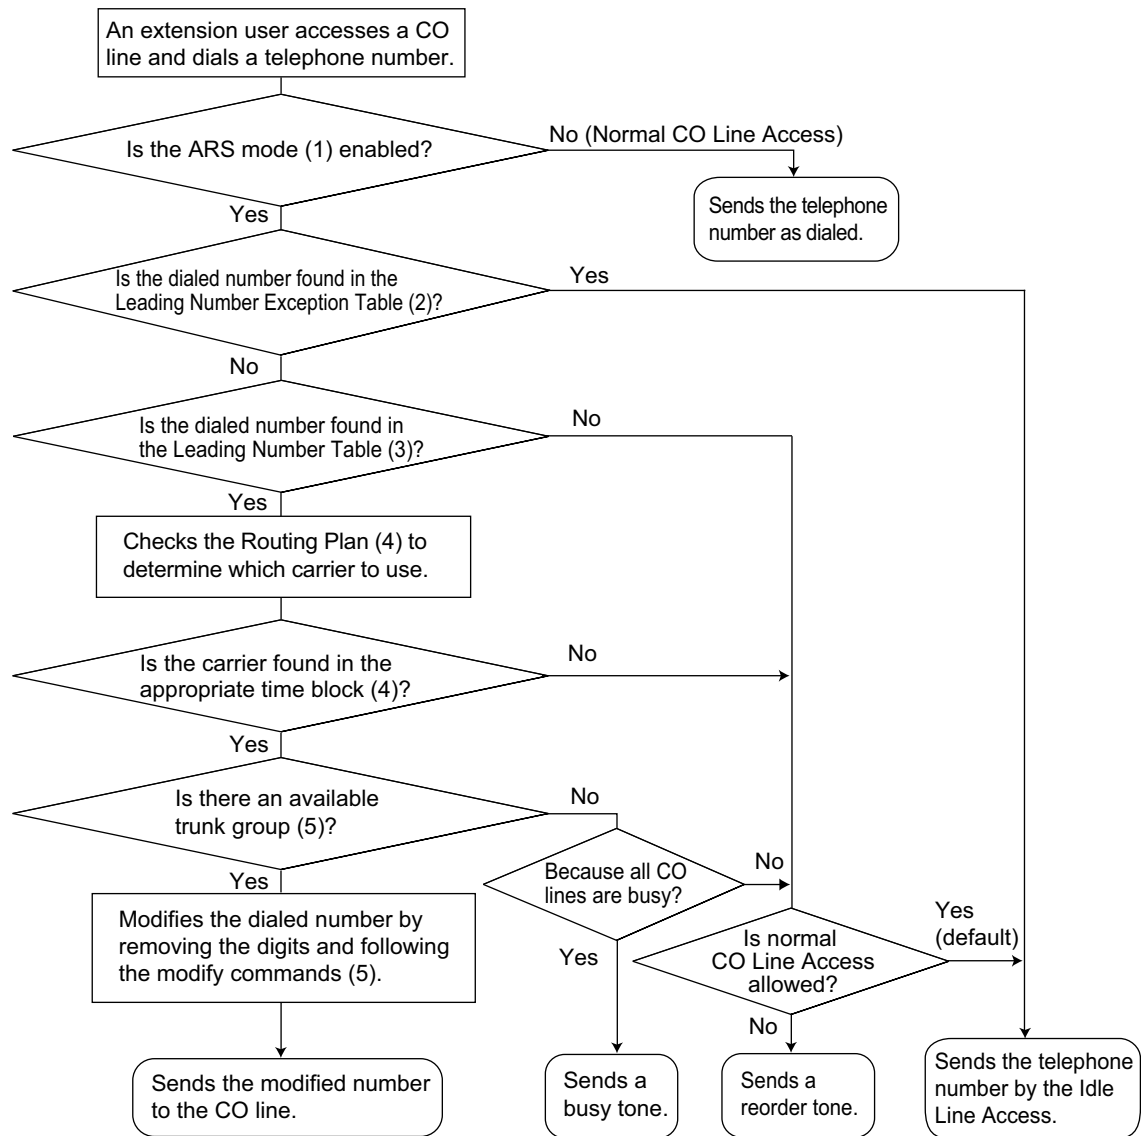 An extension user accesses a CO
line and dials a telephone number.
Is the ARS mode (1) enabled?
No (Normal CO Line Access)
Sends the telephone
number as dialed.
Yes
Is the dialed number found in the
Leading Number Exception Table (2)?
Yes
No
Is the dialed number found in
the Leading Number Table (3)?
No
Yes
Checks the Routing Plan (4) to
determine which carrier to use.
Is the carrier found in the
appropriate time block (4)?
No
Yes
Is there an available
trunk group (5)?
No
Because all CO
lines are busy?
No
Yes
Modifies the dialed number by
removing the digits and following
the modify commands (5).
Yes
Is normal
CO Line Access
allowed?
Yes
(default)
No
Sends the modified number
to the CO line.
Sends a
busy tone.
Sends a
reorder tone.
Sends the telephone
number by the Idle
Line Access.